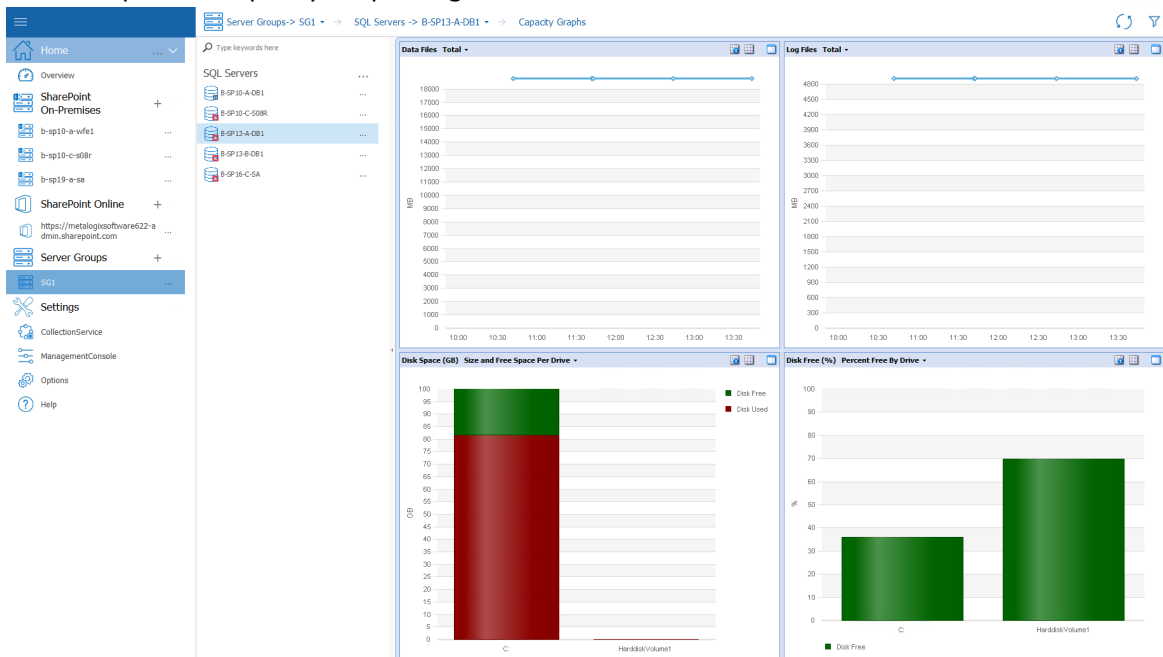 Server Groups-> SG1
SQL Servers -> B-SP13-A-DB1
Capacty Graphs
Home
...
Overview
SharePoint
On-Premises
+
b-sp10-a-wfe1
...
b-sp10-c-s08r
...
b-sp19-a-sa
...
SharePoint Online
+
https://metalogixsoftware622-a
dmin.sharepoint.com
...
Server Groups
+
SG1
...
Settings
CollectionService
ManagementConsole
Options
Help
Type keywords here
SQL Servers
...
B-SP10-A-DB1
...
B-SP10-C-S08R
...
B-SP13-A-DB1
...
B-SP13-B-DB1
...
B-SP16-C-SA
...
Data Files Total
MB
18000
17000
16000
15000
14000
13000
12000
11000
10000
9000
8000
7000
6000
5000
4000
3000
2000
1000
0
10:00 10:30 11:00 11:30 12:00 12:30 13:00 13:30
Log Files Total
MB
4800
4500
4200
3900
3600
3300
3000
2700
2400
2100
1800
1500
1200
900
600
300
0
10:00 10:30 11:00 11:30 12:00 12:30 13:00 13:30
Disk Space (GB) Size and Free Space Per Drive
GB
100
95
90
85
80
75
70
65
60
55
50
45
40
35
30
25
20
15
10
5
0
C: HarddiskVolume1
Disk Free
Disk Used
Disk Free (%) Percent Free By Drive
%
100
90
80
70
60
50
40
30
20
10
0
C: HarddiskVolume1
Disk Free